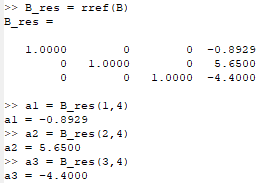 >> B_res = rref(B)
B_res =
1.0000 0 0 -0.8929
0 1.0000 0 5.6500
0 0 1.0000 -4.4000
>> a1 = B_res(1,4)
a1 = -0.8929
>> a2 = B_res(2,4)
a2 = 5.6500
>> a3 = B_res(3,4)
a3 = -4.4000